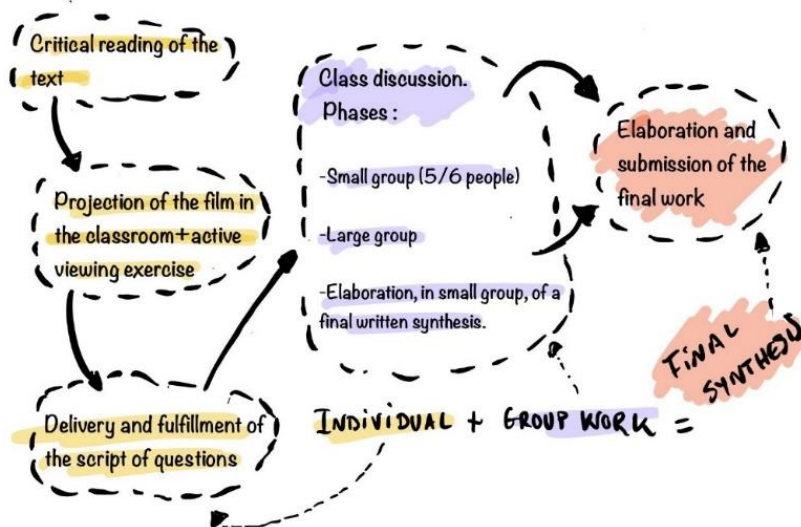 Critical reading of the
text
Projection of the film in
the classroom+active
viewing exercise
Delivery and fulfillment of
the script of questions
Class discussion.
Phases :
-Small group (5/6 people)
-Large group
-Elaboration, in small group, of a
final written synthesis.
Elaboration and
submission of the
final work
INDIVIDUAL + GROUP WORK =
FINAL
SYNTHESIS